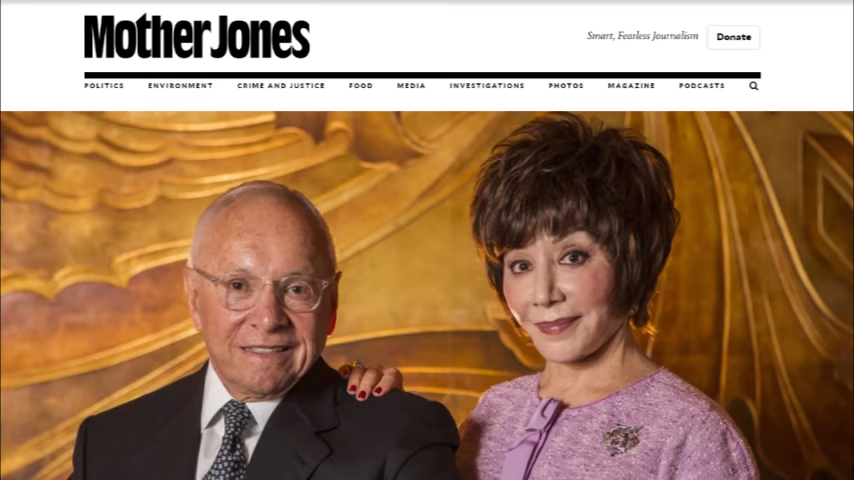 Mother Jones
Smart, Fearless Journalism
Donate
POLITICS ENVIRONMENT CRIME AND JUSTICE FOOD MEDIA INVESTIGATIONS PHOTOS MAGAZINE PODCASTS